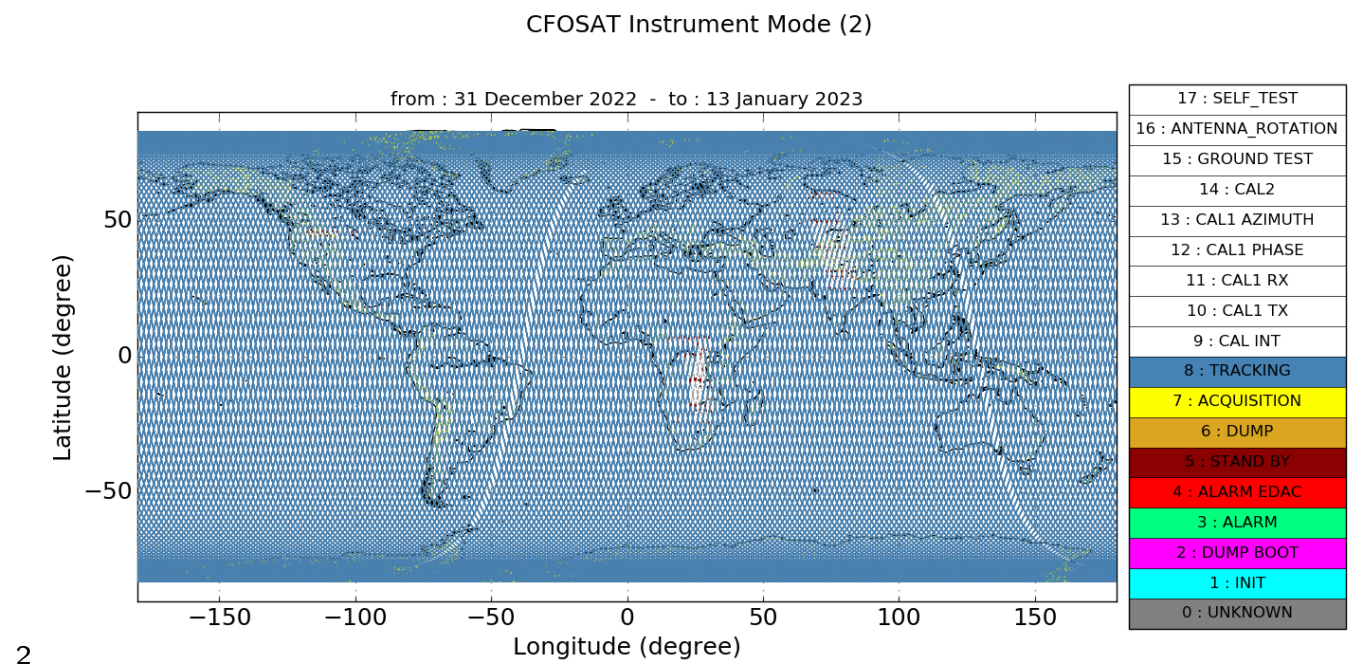 CFOSAT Instrument Mode (2)
from : 31 December 2022 - to : 13 January 2023
17 : SELF_TEST
16 : ANTENNA_ROTATION
15 : GROUND TEST
14 : CAL2
13 : CAL1 AZIMUTH
12 : CAL1 PHASE
11 : CAL1 RX
10 : CAL1 TX
9 : CAL INT
8 : TRACKING
7 : ACQUISITION
6 : DUMP
5 : STAND BY
4 : ALARM EDAC
3 : ALARM
2 : DUMP BOOT
1 : INIT
0 : UNKNOWN
Latitude (degree)
50
0
−50
−150 −100 −50 0 50 100 150
Longitude (degree)
2